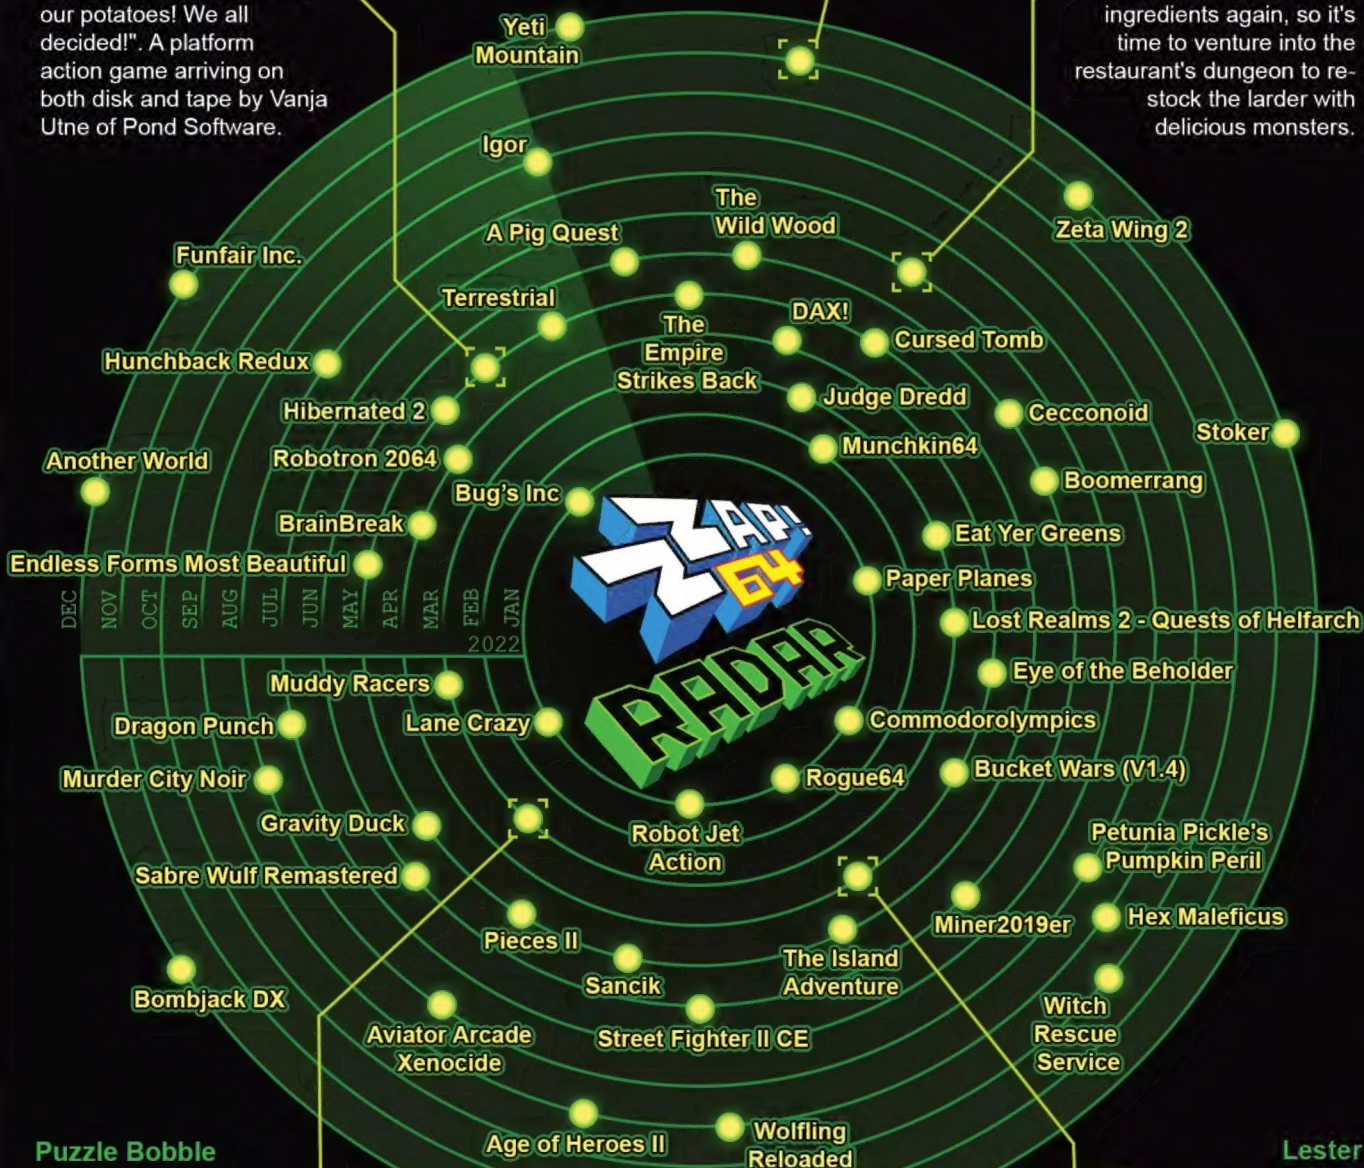 our potatoes! We all
decided!". A platform
action game arriving on
both disk and tape by Vanja
Utne of Pond Software.
ingredients again, so it's
time to venture into the
restaurant's dungeon to re-
stock the larder with
delicious monsters.
Yeti
Mountain
Igor
The
Wild Wood
A Pig Quest
Zeta Wing 2
Funfair Inc.
Terrestrial
DAX!
The
Empire
Strikes Back
Cursed Tomb
Hunchback Redux
Judge Dredd
Hibernated 2
Cecconoid
Stoker
Munchkin64
Another World
Robotron 2064
Boomerrang
Bug's Inc
BrainBreak
Eat Yer Greens
ZZAP!
64
Endless Forms Most Beautiful
Paper Planes
DEC
NOV
OCT
SEP
AUG
JUL
JUN
MAY
APR
MAR
FEB
JAN
2022
Lost Realms 2 - Quests of Helfarch
RADAR
Eye of the Beholder
Muddy Racers
Lane Crazy
Commodorolympics
Dragon Punch
Murder City Noir
Rogue64
Bucket Wars (V1.4)
Gravity Duck
Robot Jet
Action
Petunia Pickle's
Pumpkin Peril
Sabre Wulf Remastered
Miner2019er
Hex Maleficus
Pieces II
The Island
Adventure
Sancik
Bombjack DX
Witch
Rescue
Service
Aviator Arcade
Xenocide
Street Fighter II CE
Age of Heroes II
Wolfling
Reloaded
Puzzle Bobble
Lester